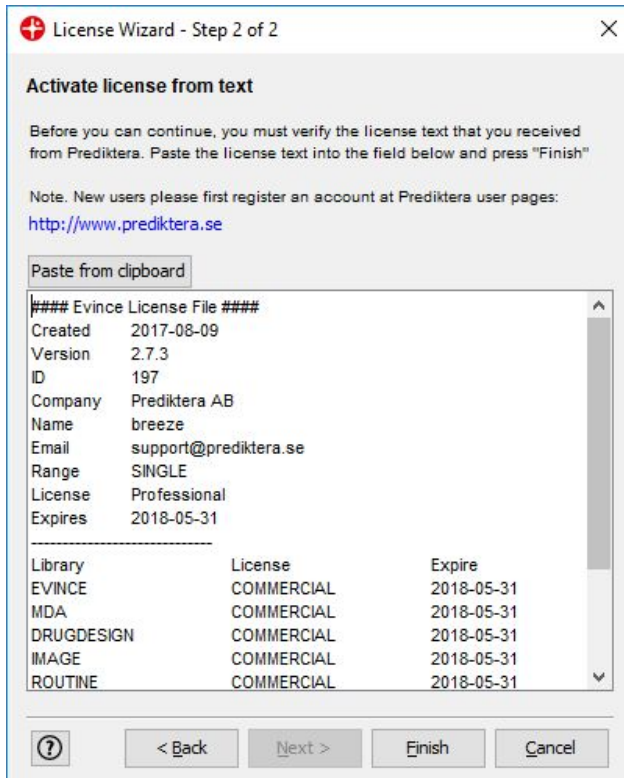 License Wizard - Step 2 of 2
Activate license from text
Before you can continue, you must verify the license text that you received
from Prediktera. Paste the license text into the field below and press "Finish"
Note. New users please first register an account at Prediktera user pages:
http://www.prediktera.se
Paste from clipboard
#### Evince License File ####
Created 2017-08-09
Version 2.7.3
ID 197
Company Prediktera AB
Name breeze
Email support@prediktera.se
Range SINGLE
License Professional
Expires 2018-05-31
-----------------------------
Library License Expire
EVINCE COMMERCIAL 2018-05-31
MDA COMMERCIAL 2018-05-31
DRUGDESIGN COMMERCIAL 2018-05-31
IMAGE COMMERCIAL 2018-05-31
ROUTINE COMMERCIAL 2018-05-31
? < Back Next > Finish Cancel